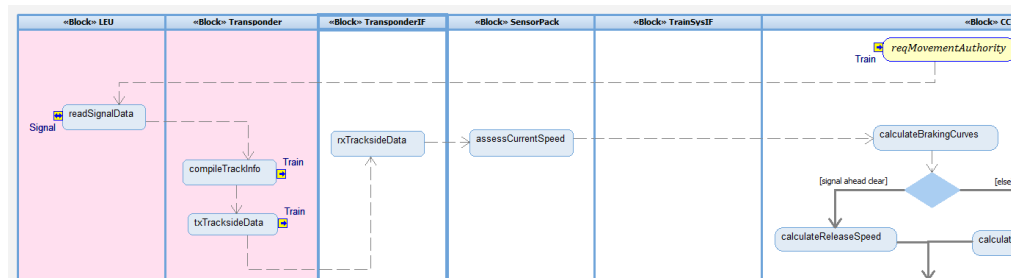 «Block» LEU
«Block» Transponder
«Block» TransponderIF
«Block» SensorPack
«Block» TrainSysIF
«Block» CC
reqMovementAuthority
Train
readSignalData
Signal
rxTracksideData
assessCurrentSpeed
calculateBrakingCurves
compileTrackInfo
Train
[signal ahead clear]
[else
txTracksideData
Train
calculateReleaseSpeed
calculat